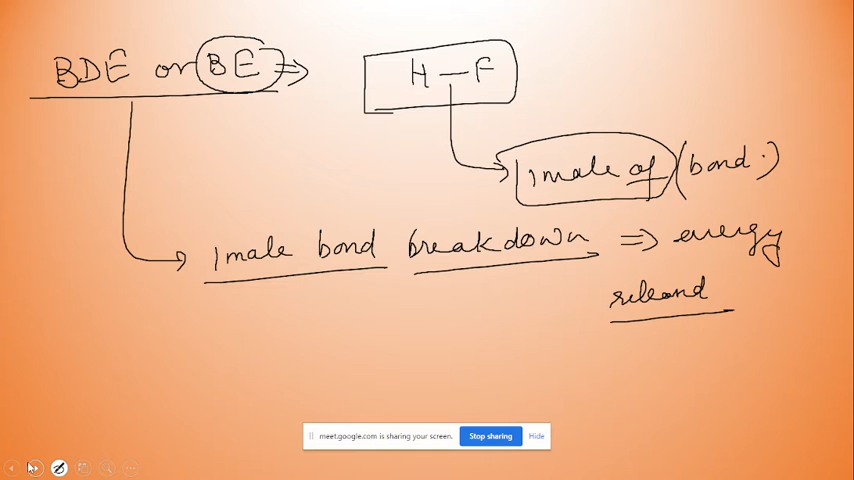 BDE or BE ⇒ H—F
1 mole of (bond.)
1 mole bond breakdown ⇒ energy
released
meet.google.com is sharing your screen. Stop sharing Hide